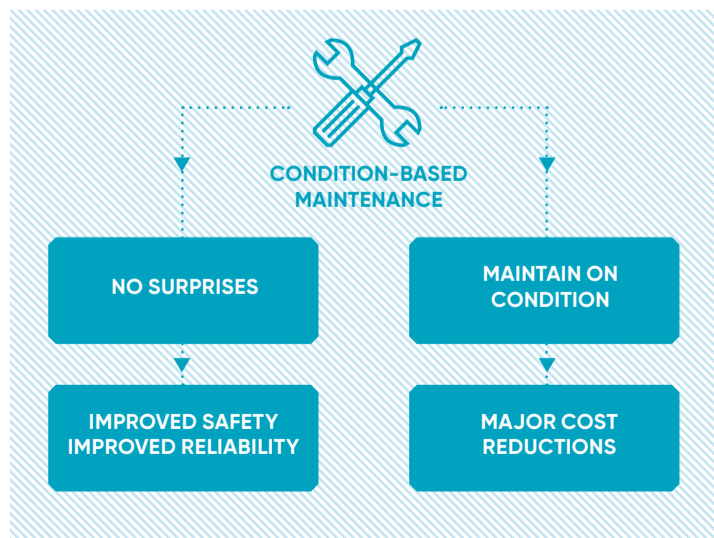 CONDITION-BASED
MAINTENANCE
NO SURPRISES
MAINTAIN ON
CONDITION
IMPROVED SAFETY
IMPROVED RELIABILITY
MAJOR COST
REDUCTIONS